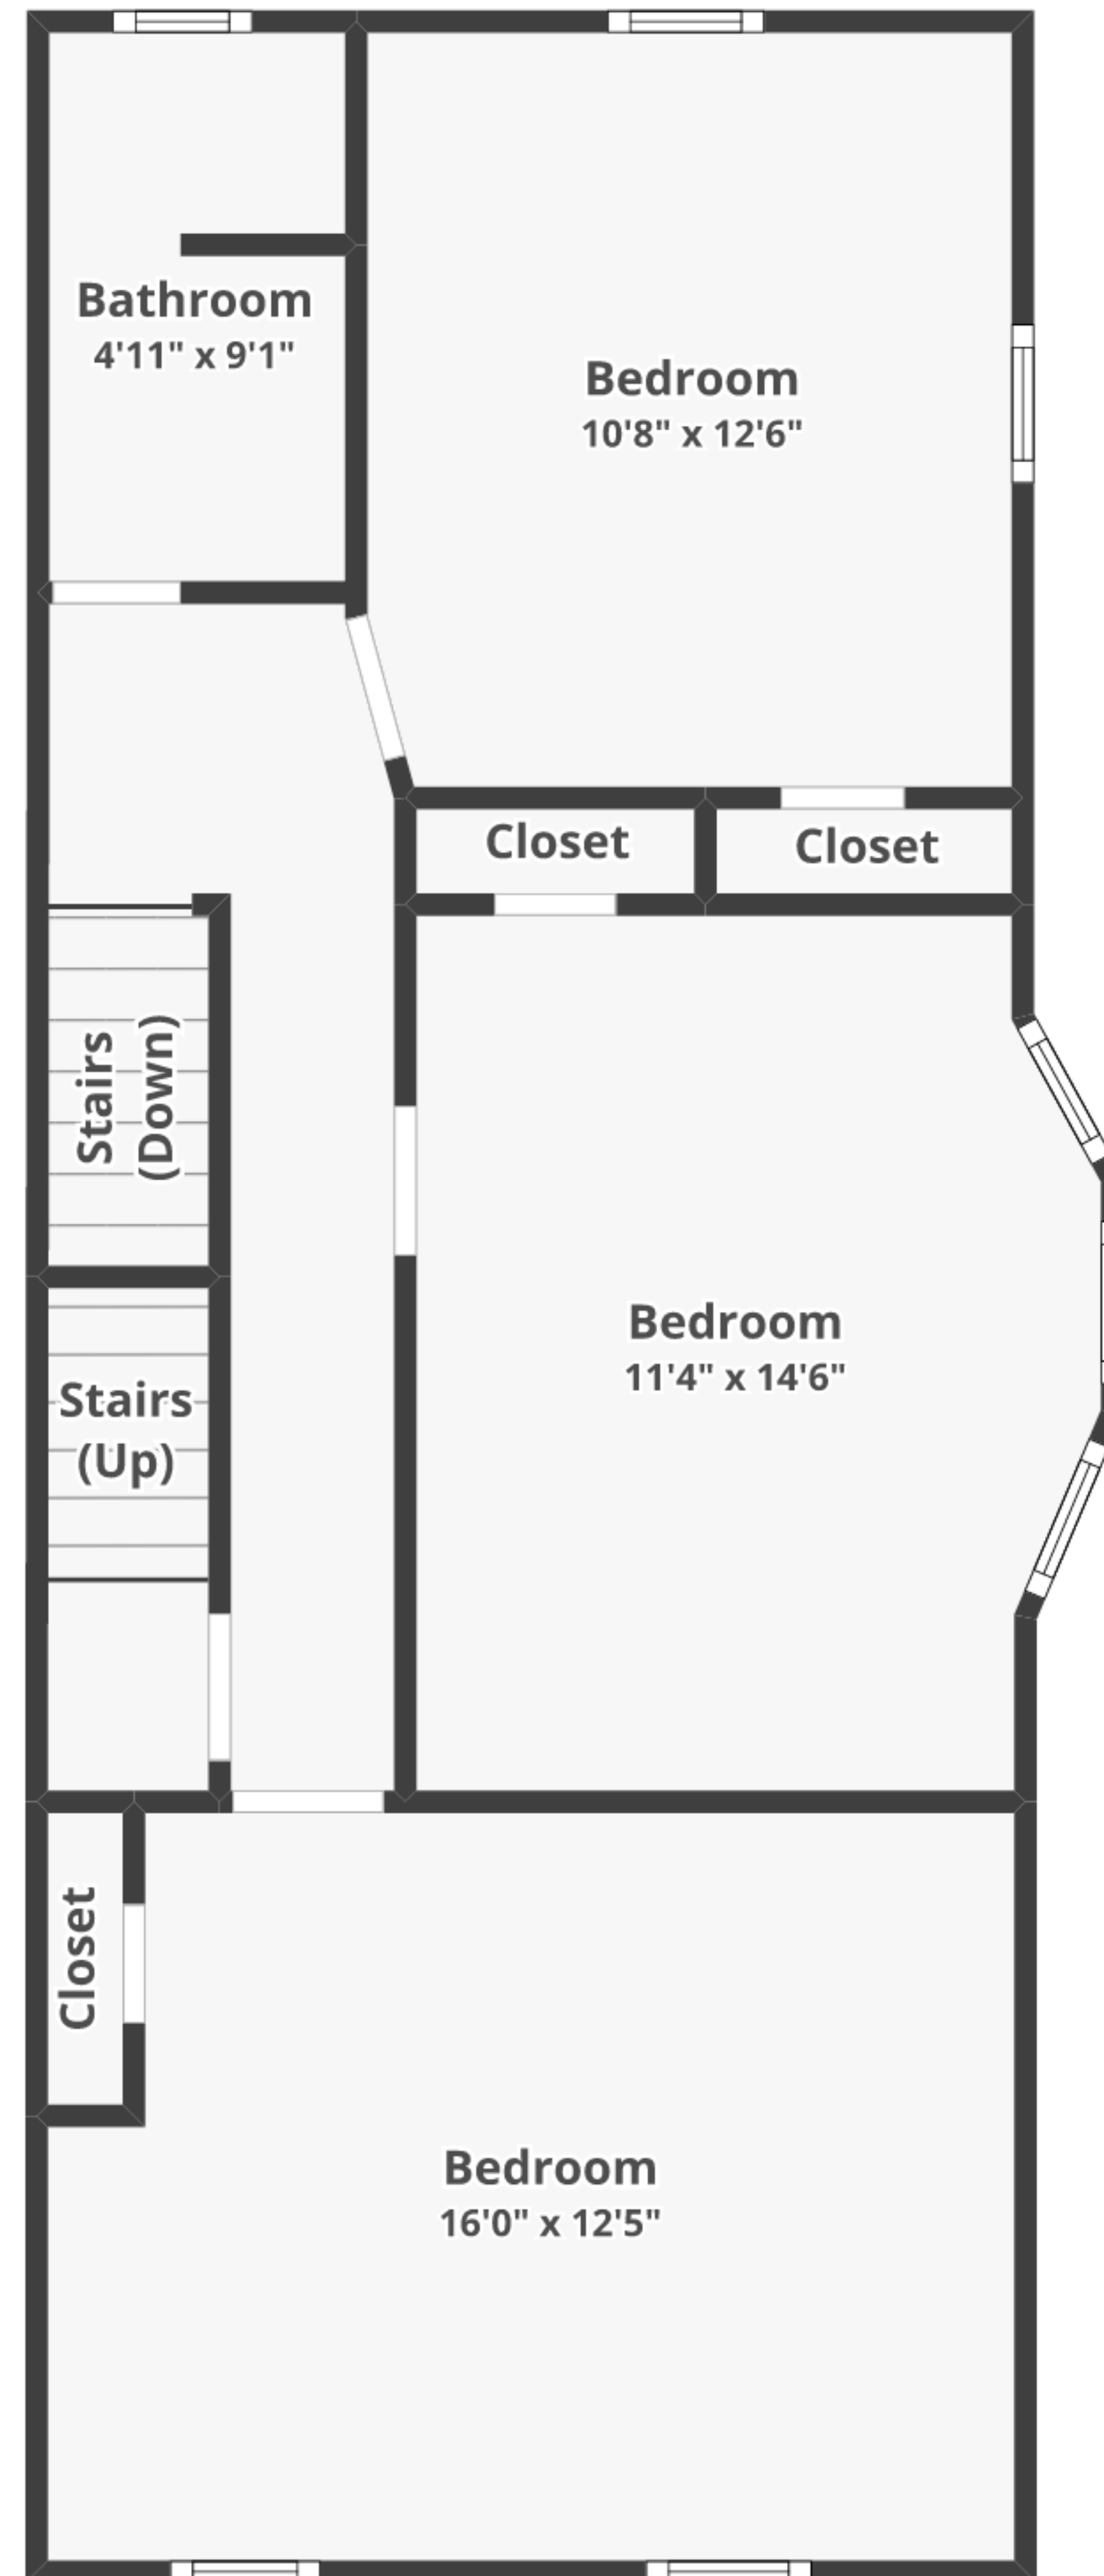 Bathroom
4'11" x 9'1"
Bedroom
10'8" x 12'6"
Closet
Closet
Stairs
(Down)
Bedroom
11'4" x 14'6"
Stairs
(Up)
Closet
Bedroom
16'0" x 12'5"